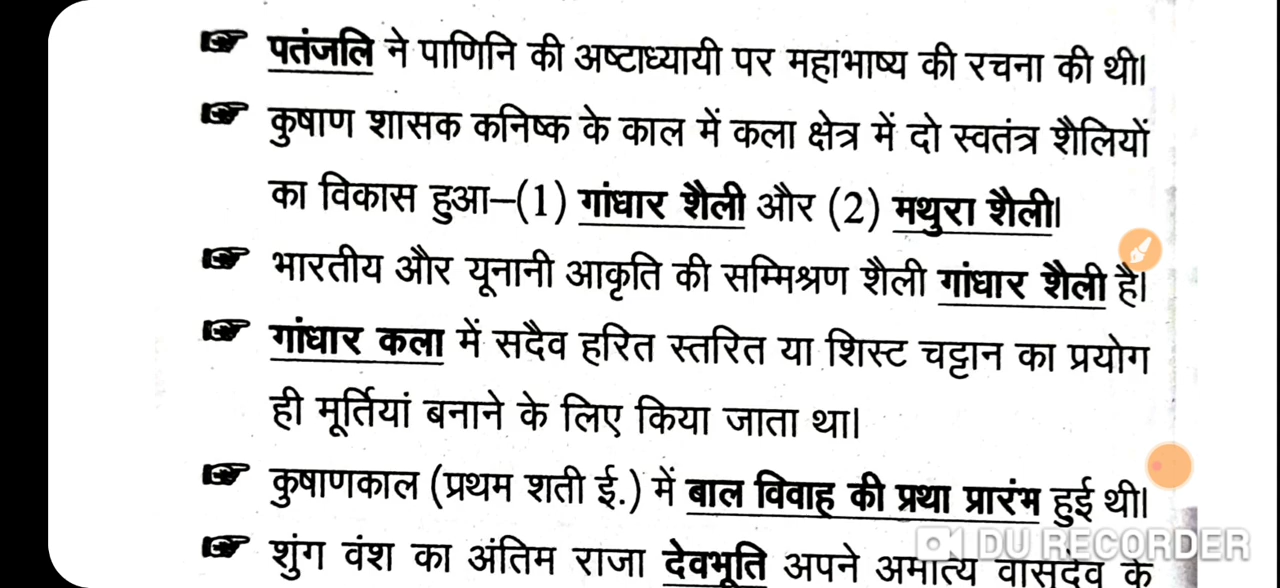 पतंजलि ने पाणिनि की अष्टाध्यायी पर महाभाष्य की रचना की थी।
कुषाण शासक कनिष्क के काल में कला क्षेत्र में दो स्वतंत्र शैलियों
का विकास हुआ–(1) गांधार शैली और (2) मथुरा शैली।
भारतीय और यूनानी आकृति की सम्मिश्रण शैली गांधार शैली है।
गांधार कला में सदैव हरित स्तरित या शिस्ट चट्टान का प्रयोग
ही मूर्तियां बनाने के लिए किया जाता था।
कुषाणकाल (प्रथम शती ई.) में बाल विवाह की प्रथा प्रारंभ हुई थी।
शुंग वंश का अंतिम राजा देवभूति अपने अमात्य वासुदेव के
DU RECORDER